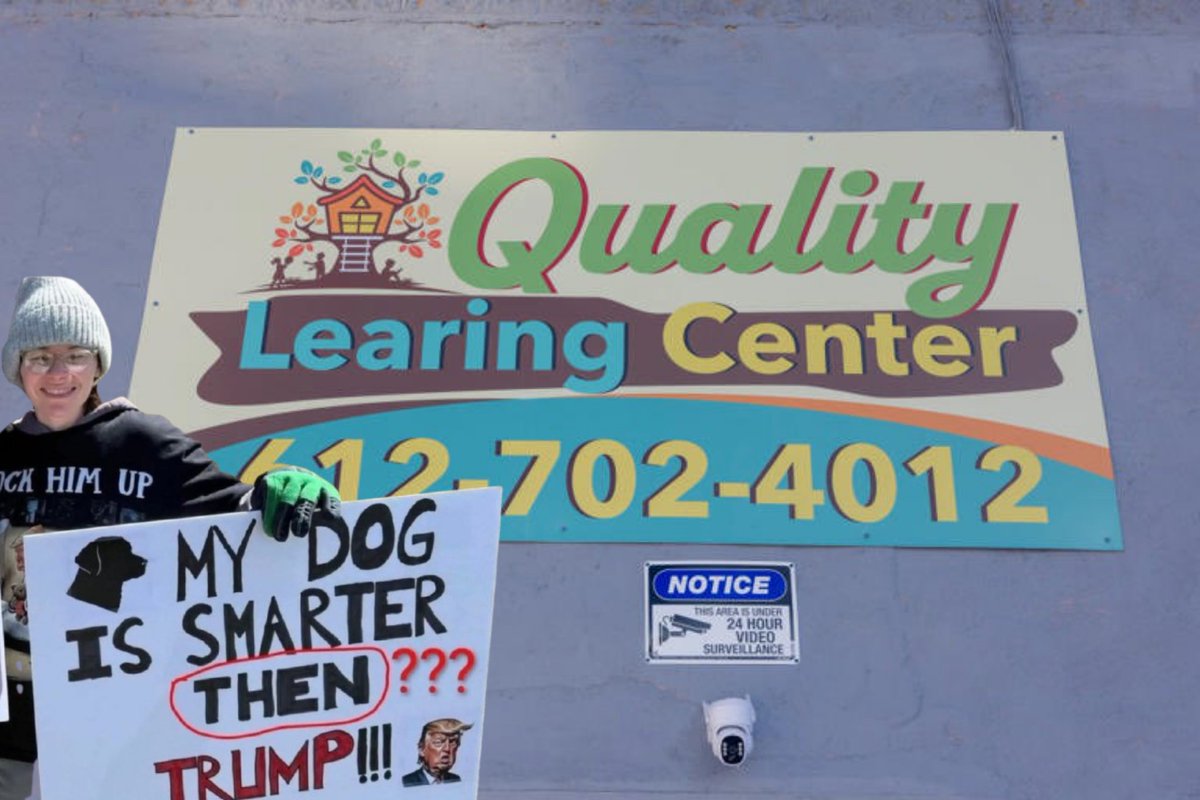 Quality
Learing Center
612-702-4012
NOTICE
THIS AREA IS UNDER
24 HOUR
VIDEO
SURVEILLANCE
OCK HIM UP
MY DOG
IS SMARTER
THEN ???
TRUMP!!!